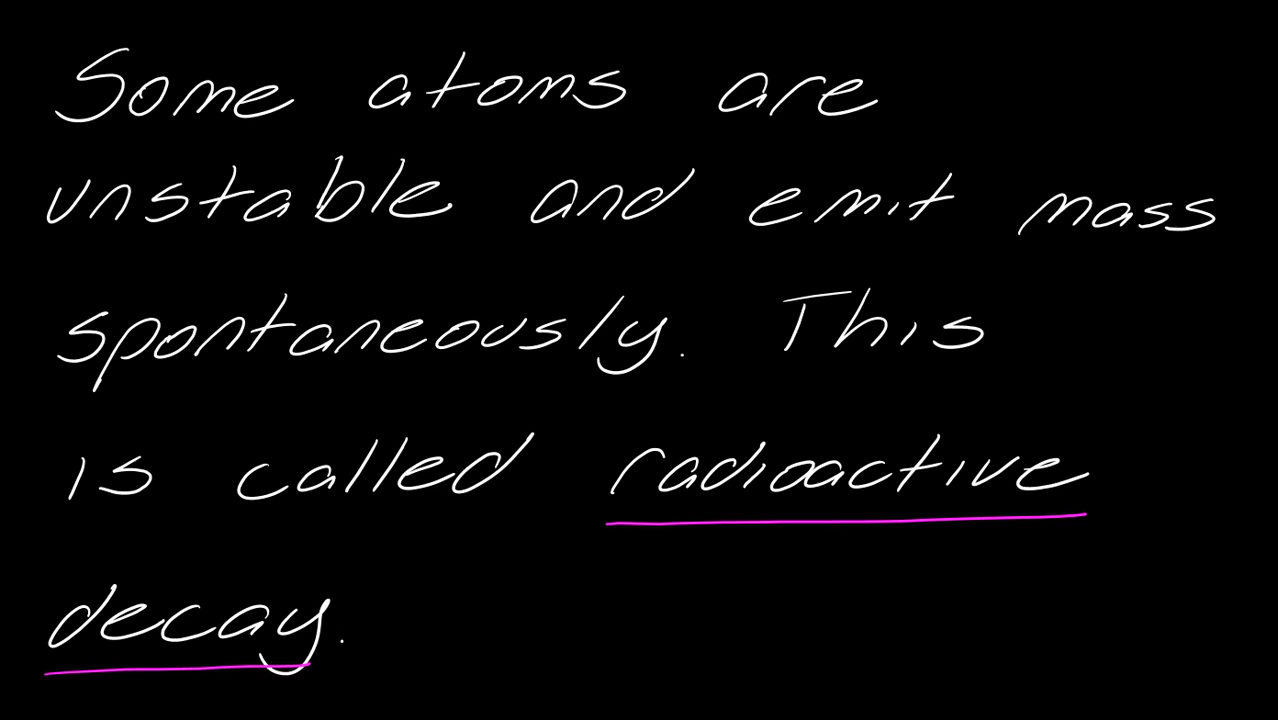 Some atoms are
unstable and emit mass
spontaneously. This
is called radioactive
decay.